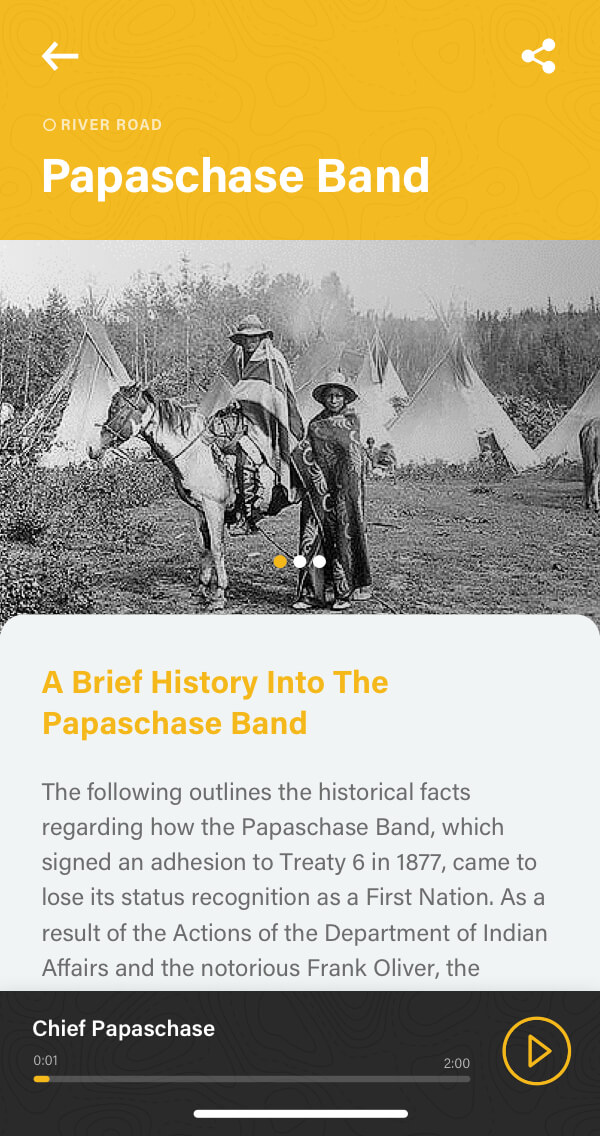 RIVER ROAD
Papaschase Band
A Brief History Into The
Papaschase Band
The following outlines the historical facts
regarding how the Papaschase Band, which
signed an adhesion to Treaty 6 in 1877, came to
lose its status recognition as a First Nation. As a
result of the Actions of the Department of Indian
Affairs and the notorious Frank Oliver, the
Chief Papaschase
0:01
2:00